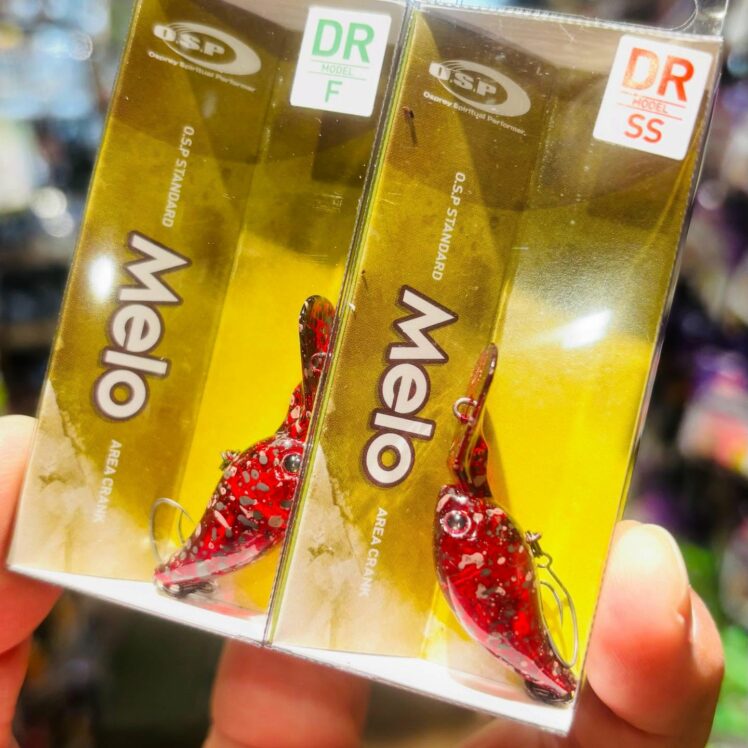 O.S.P
Osprey Spiritual Performer
DR
MODEL
F
O.S.P STANDARD
Melo
AREA CRANK
O.S.P
Osprey Spiritual Performer
DR
MODEL
SS
O.S.P STANDARD
Melo
AREA CRANK